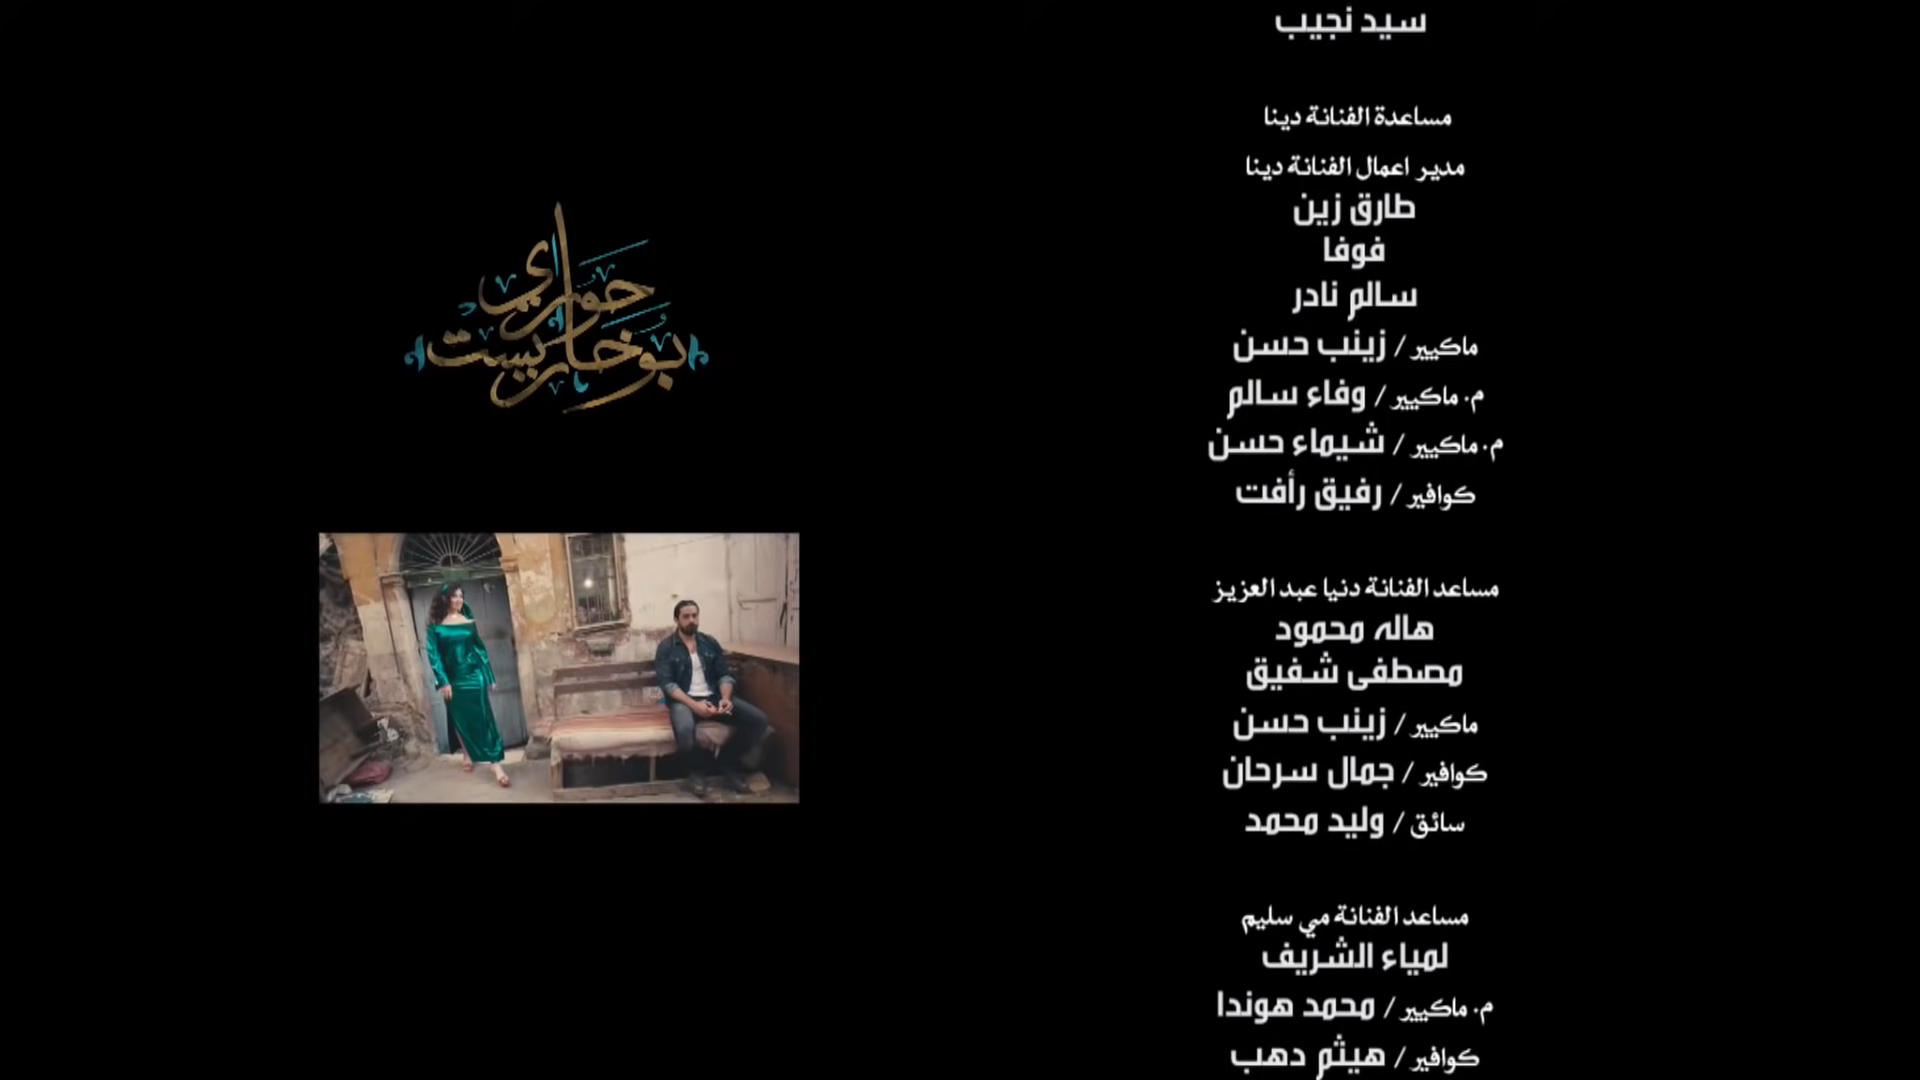 حواري
بوخارست
سيد نجيب
مساعدة الفنانة دينا
مدير اعمال الفنانة دينا
طارق زين
فوفا
سالم نادر
ماكيير / زينب حسن
م. ماكيير / وفاء سالم
م. ماكيير / شيماء حسن
كوافير / رفيق رأفت
مساعد الفنانة دنيا عبد العزيز
هاله محمود
مصطفى شفيق
ماكيير / زينب حسن
كوافير / جمال سرحان
سائق / وليد محمد
مساعد الفنانة مي سليم
لمياء الشريف
م. ماكيير / محمد هوندا
كوافير / هيثم دهب